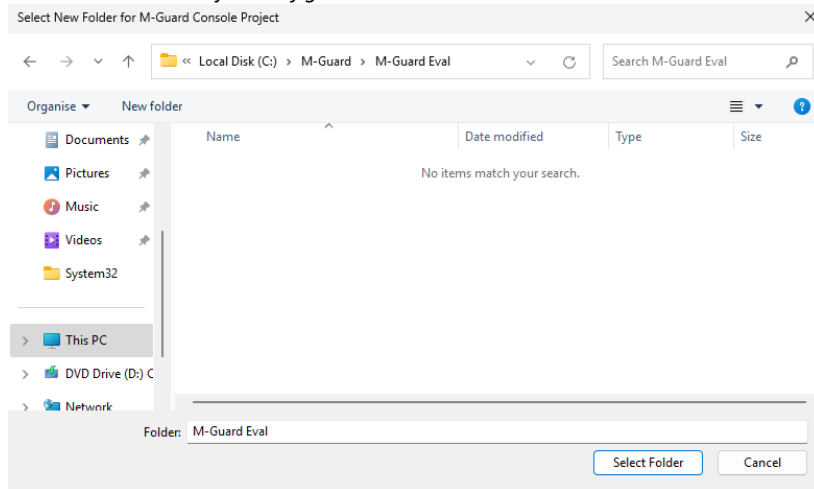 Select New Folder for M-Guard Console Project
« Local Disk (C:) › M-Guard › M-Guard Eval
Search M-Guard Eval
Organise
New folder
Name
Date modified
Type
Size
Documents
No items match your search.
Pictures
Music
Videos
System32
This PC
DVD Drive (D:) C
Network
Folder: M-Guard Eval
Select Folder
Cancel